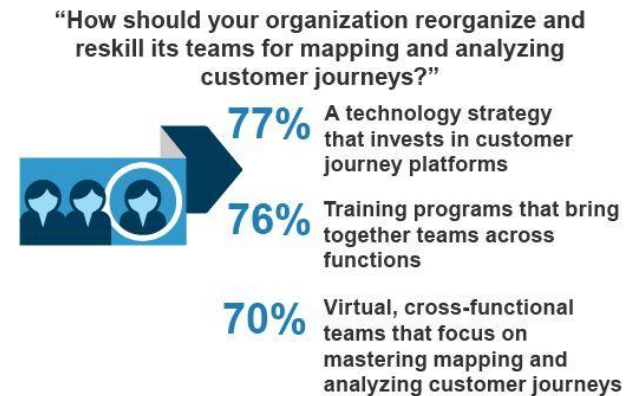 “How should your organization reorganize and
reskill its teams for mapping and analyzing
customer journeys?”
77%
A technology strategy
that invests in customer
journey platforms
76%
Training programs that bring
together teams across
functions
70%
Virtual, cross-functional
teams that focus on
mastering mapping and
analyzing customer journeys